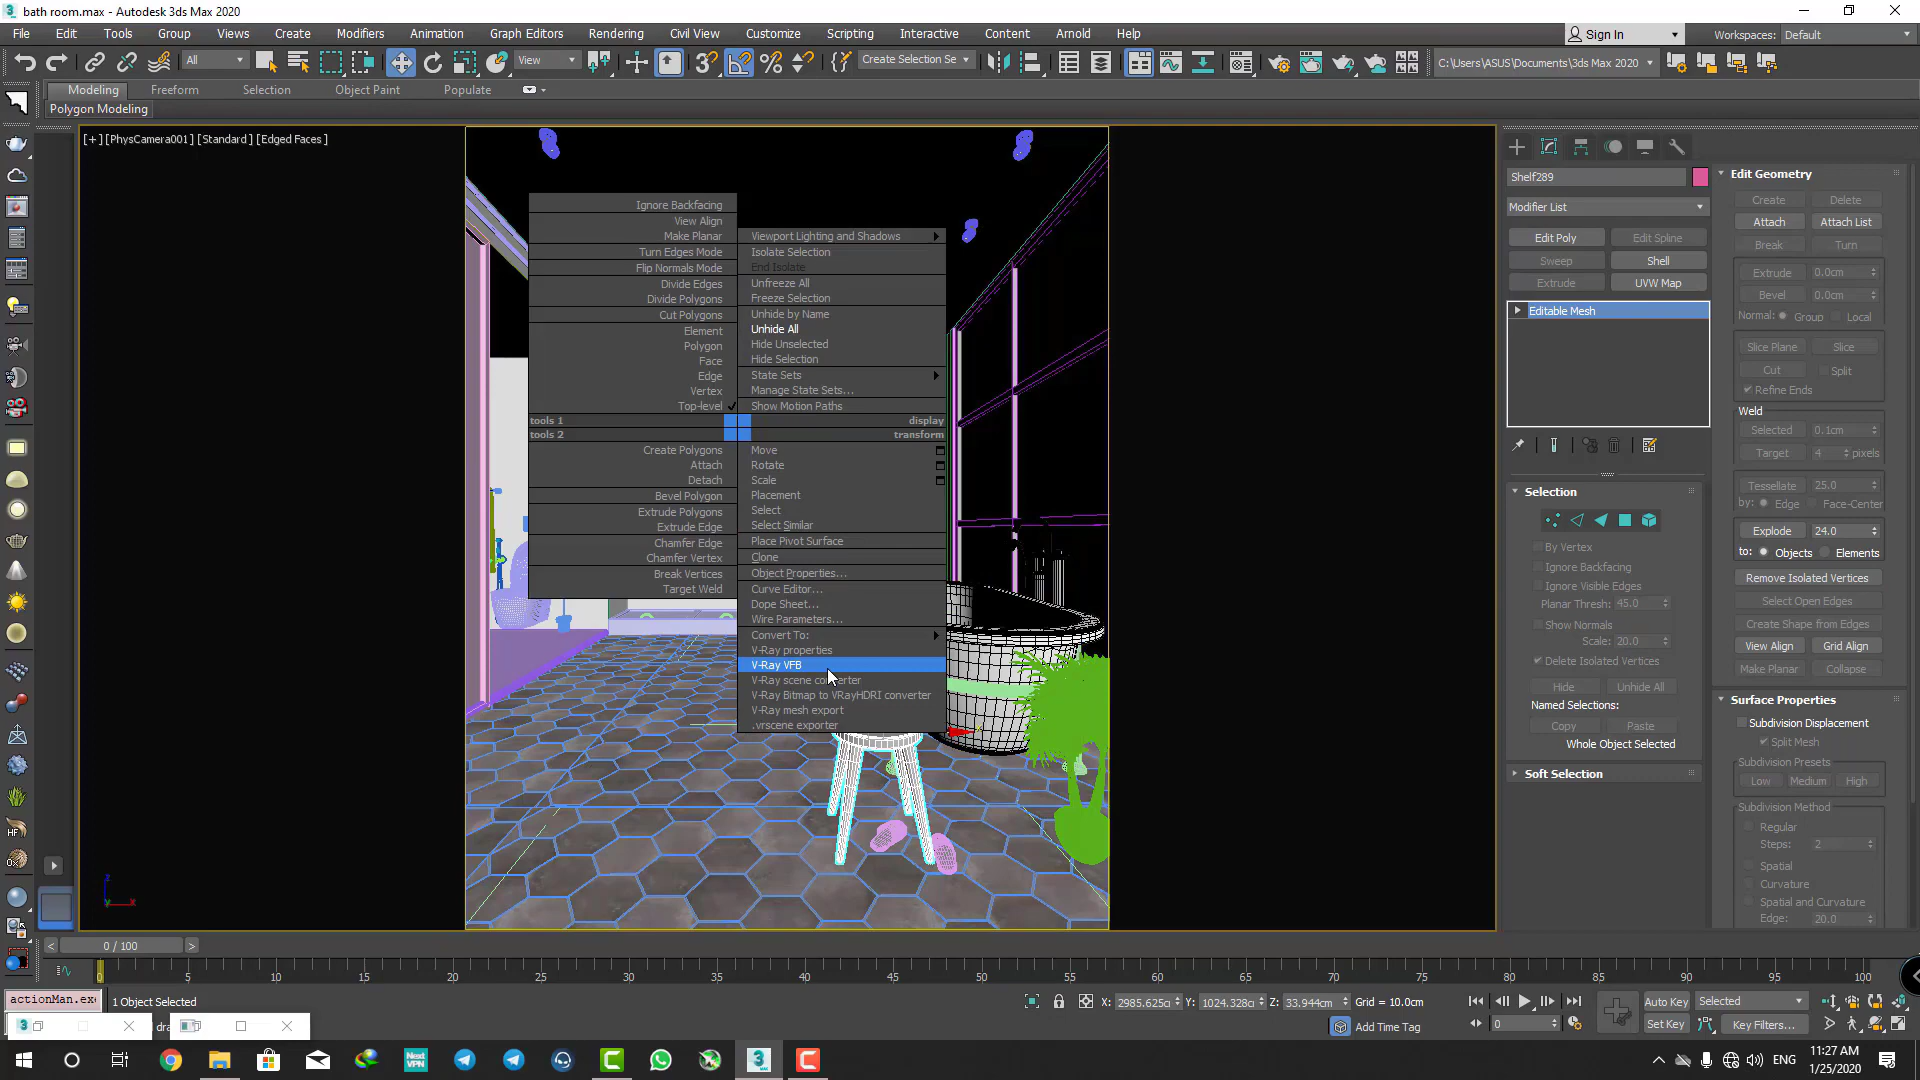 bath room.max - Autodesk 3ds Max 2020
File Edit Tools Group Views Create Modifiers Animation Graph Editors Rendering Civil View Customize Scripting Interactive Content Arnold Help
Sign In
Workspaces: Default
All
View
Create Selection Se
C:\Users\ASUS\Documents\3ds Max 2020
Modeling Freeform Selection Object Paint Populate
Polygon Modeling
[+] [PhysCamera001] [Standard] [Edged Faces]
Ignore Backfacing
View Align
Make Planar
Turn Edges Mode
Flip Normals Mode
Divide Edges
Divide Polygons
Cut Polygons
Element
Polygon
Face
Edge
Vertex
Top-level
tools 1
tools 2
Create Polygons
Attach
Detach
Bevel Polygon
Extrude Polygons
Extrude Edge
Chamfer Edge
Chamfer Vertex
Break Vertices
Target Weld
Viewport Lighting and Shadows
Isolate Selection
End Isolate
Unfreeze All
Freeze Selection
Unhide by Name
Unhide All
Hide Unselected
Hide Selection
State Sets
Manage State Sets...
Show Motion Paths
display
transform
Move
Rotate
Scale
Placement
Select
Select Similar
Place Pivot Surface
Clone
Object Properties...
Curve Editor...
Dope Sheet...
Wire Parameters...
Convert To:
V-Ray properties
V-Ray VFB
V-Ray scene converter
V-Ray Bitmap to VRayHDRI converter
V-Ray mesh export
.vrscene exporter
Shelf289
Modifier List
Edit Poly Edit Spline
Sweep Shell
Extrude UVW Map
Editable Mesh
Selection
By Vertex
Ignore Backfacing
Ignore Visible Edges
Planar Thresh: 45.0
Show Normals
Scale: 20.0
Delete Isolated Vertices
Hide Unhide All
Named Selections:
Copy Paste
Whole Object Selected
Soft Selection
Edit Geometry
Create Delete
Attach Attach List
Break Turn
Extrude 0.0cm
Bevel 0.0cm
Normal: Group Local
Slice Plane Slice
Cut Split
Refine Ends
Weld
Selected 0.1cm
Target 4 pixels
Tessellate 25.0
by: Edge Face-Center
Explode 24.0
to: Objects Elements
Remove Isolated Vertices
Select Open Edges
Create Shape from Edges
View Align Grid Align
Make Planar Collapse
Surface Properties
Subdivision Displacement
Split Mesh
Subdivision Presets
Low Medium High
Subdivision Method
Regular
Steps: 2
Spatial
Curvature
Spatial and Curvature
Edge: 20.0
z
x
HF
0 / 100
0 5 10 15 20 25 30 35 40 45 50 55 60 65 70 75 80 85 90 95 100
actionMan.exe
1 Object Selected
X: 2985.625c Y: 1024.328c Z: 33.944cm Grid = 10.0cm
Add Time Tag
0
Auto Key Selected
Set Key Key Filters...
3 MAX
Next VPN
ENG
11:27 AM
1/25/2020